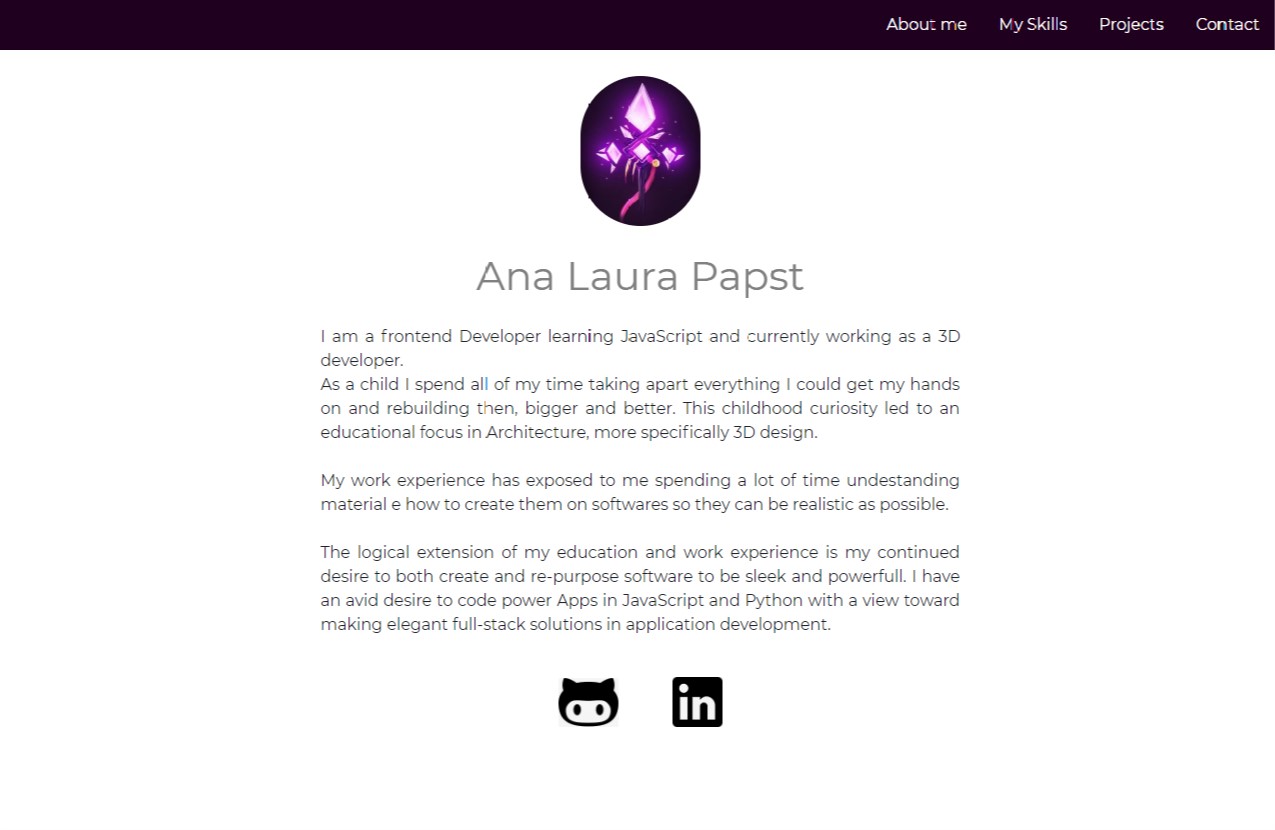 About me My Skills Projects Contact
Ana Laura Papst
I am a frontend Developer learning JavaScript and currently working as a 3D
developer.
As a child I spend all of my time taking apart everything I could get my hands
on and rebuilding then, bigger and better. This childhood curiosity led to an
educational focus in Architecture, more specifically 3D design.
My work experience has exposed to me spending a lot of time undestanding
material e how to create them on softwares so they can be realistic as possible.
The logical extension of my education and work experience is my continued
desire to both create and re-purpose software to be sleek and powerfull. I have
an avid desire to code power Apps in JavaScript and Python with a view toward
making elegant full-stack solutions in application development.
in